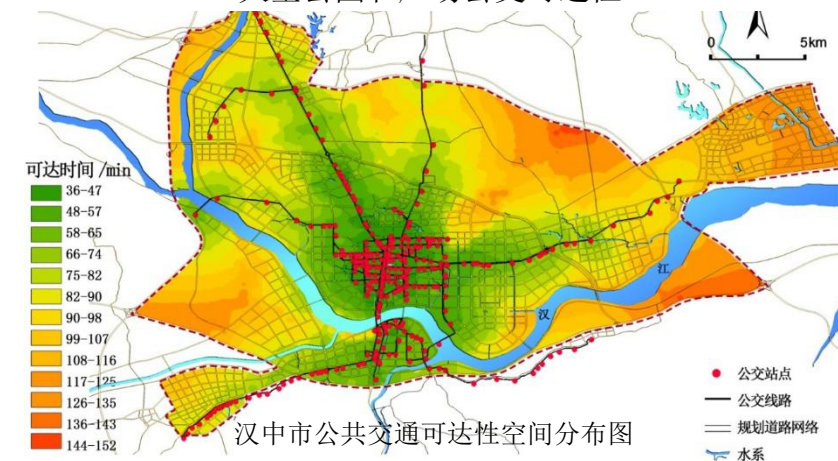 0 5km
可达时间/min
36-47
48-57
58-65
66-74
75-82
82-90
90-98
99-107
108-116
117-125
126-135
136-143
144-152
江
汉
公交站点
公交线路
规划道路网络
水系
汉中市公共交通可达性空间分布图